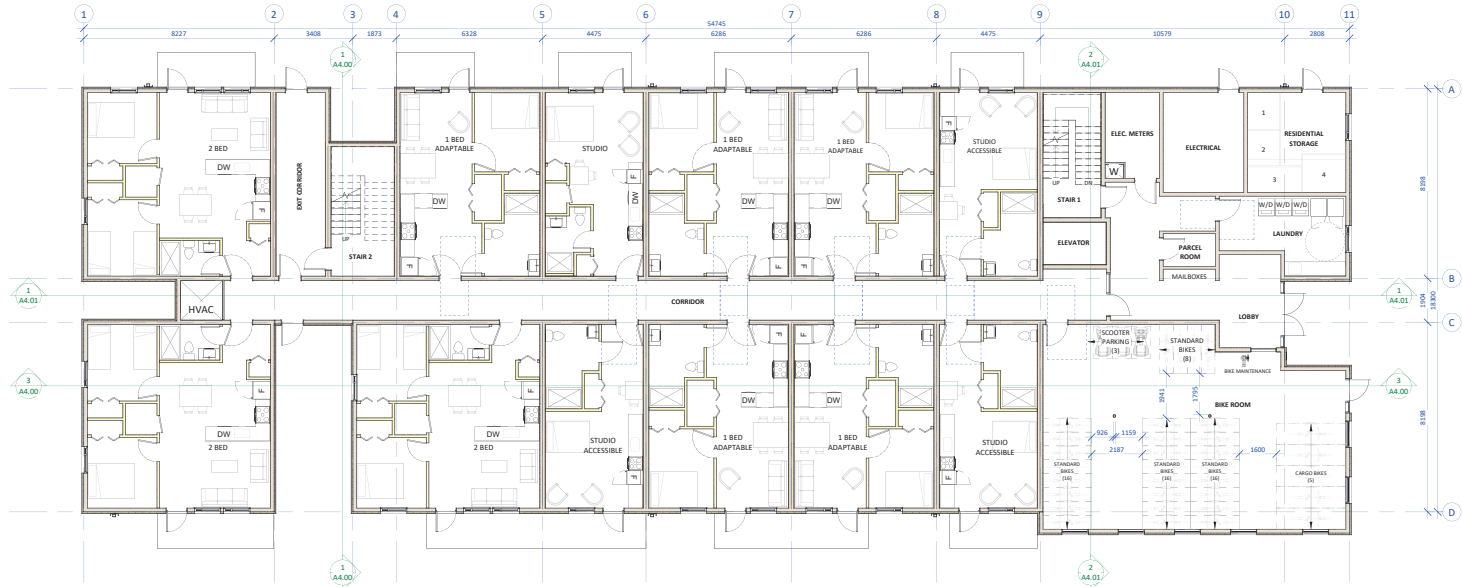 1 2 3 4 5 6 7 8 9 10 11
54745
8227 3408 1873 6328 4475 6286 6286 4475 10579 2808
1
A4.00
2
A4.01
A
B
C
D
8198
1904
18300
8198
2 BED
DW
F
EXIT CORRIDOR
UP
STAIR 2
1 BED
ADAPTABLE
DW
F
STUDIO
F
DW
1 BED
ADAPTABLE
DW
F
1 BED
ADAPTABLE
DW
F
STUDIO
ACCESSIBLE
F
UP
DN
STAIR 1
ELEVATOR
ELEC. METERS
W
ELECTRICAL
RESIDENTIAL
STORAGE
1
2
3
4
W/D W/D W/D
LAUNDRY
PARCEL
ROOM
MAILBOXES
1
A4.01
HVAC
CORRIDOR
LOBBY
1
A4.01
3
A4.00
F
DW
2 BED
F
DW
2 BED
STUDIO
ACCESSIBLE
F
F
DW
1 BED
ADAPTABLE
F
DW
1 BED
ADAPTABLE
STUDIO
ACCESSIBLE
F
SCOOTER
PARKING
(3)
STANDARD
BIKES
(8)
BIKE MAINTENANCE
1941
1795
BIKE ROOM
926
1159
2187
1600
STANDARD
BIKES
(16)
STANDARD
BIKES
(16)
STANDARD
BIKES
(16)
CARGO BIKES
(5)
3
A4.00
1
A4.00
2
A4.01